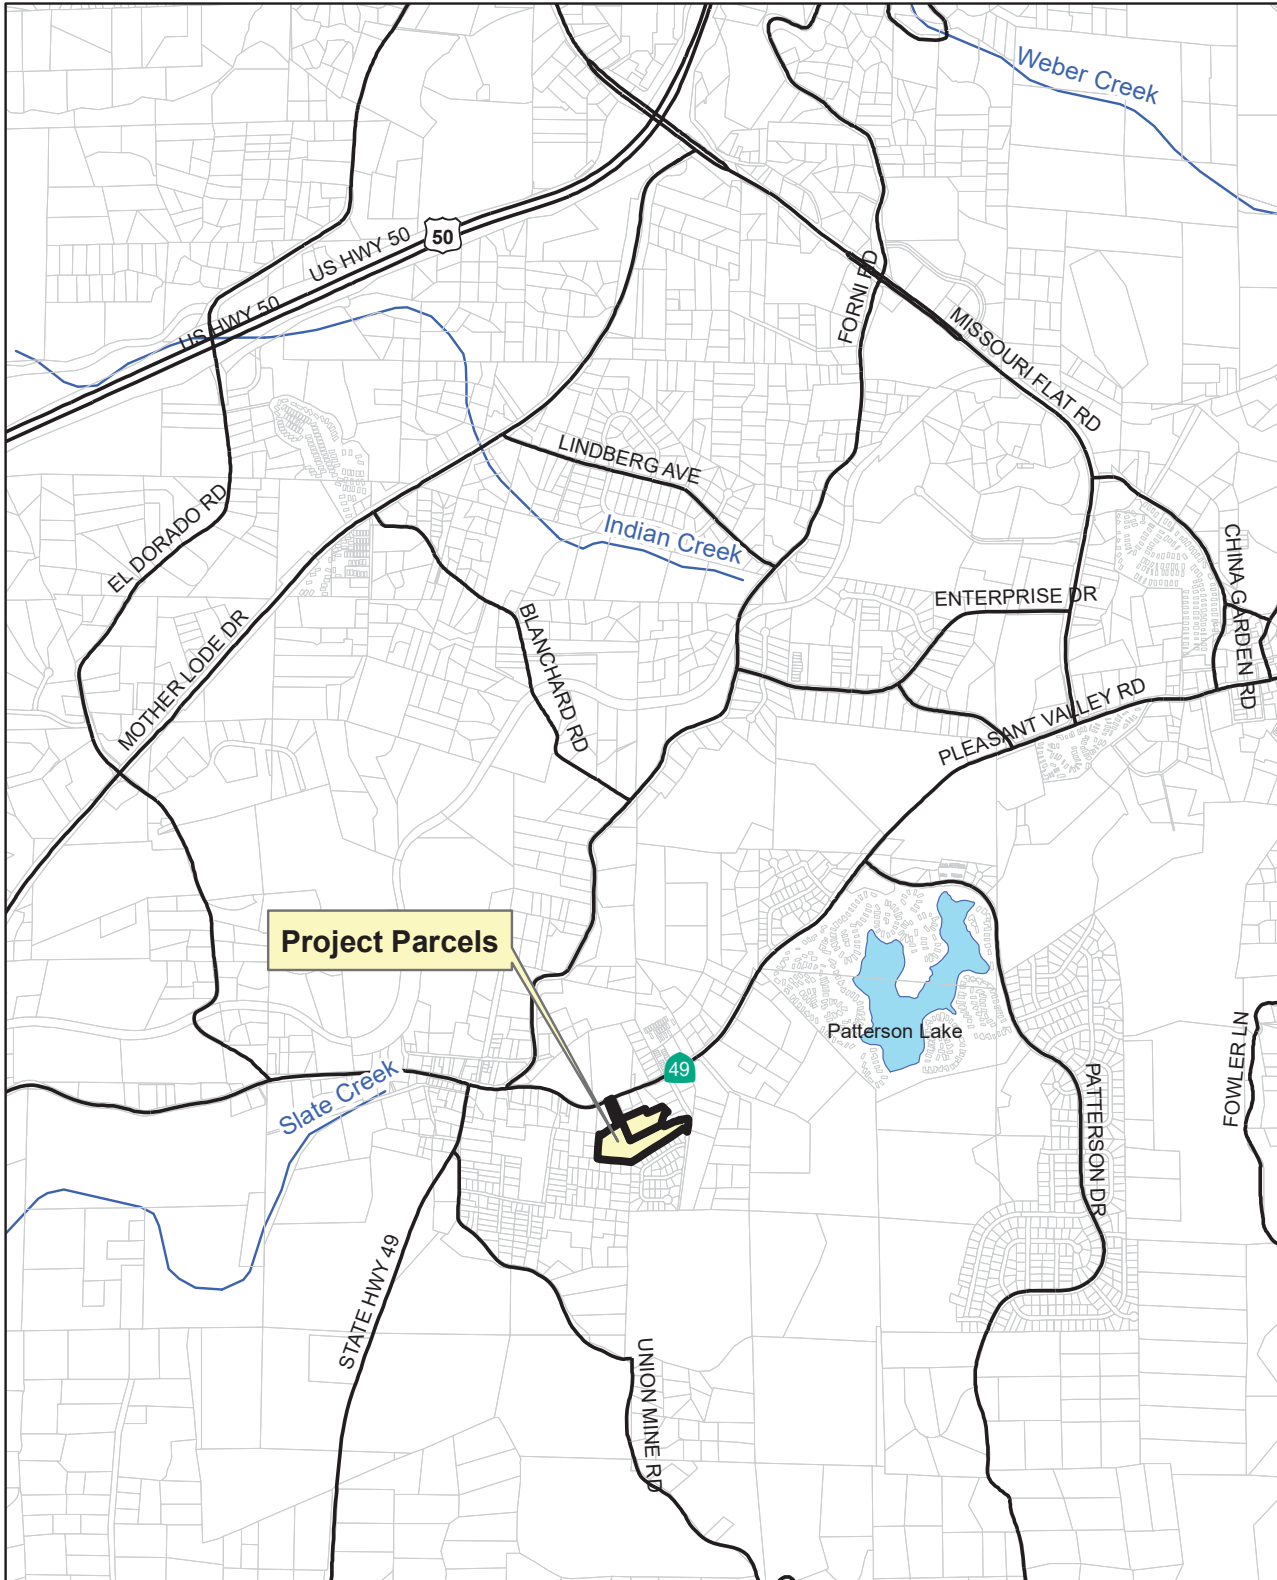 Weber Creek
US HWY 50
50
US HWY 50
FORNI RD
MISSOURI FLAT RD
LINDBERG AVE
EL DORADO RD
Indian Creek
CHINA GARDEN RD
ENTERPRISE DR
BLANCHARD RD
MOTHER LODE DR
PLEASANT VALLEY RD
Project Parcels
Patterson Lake
FOWLER LN
49
Slate Creek
PATTERSON DR
STATE HWY 49
UNION MINE RD